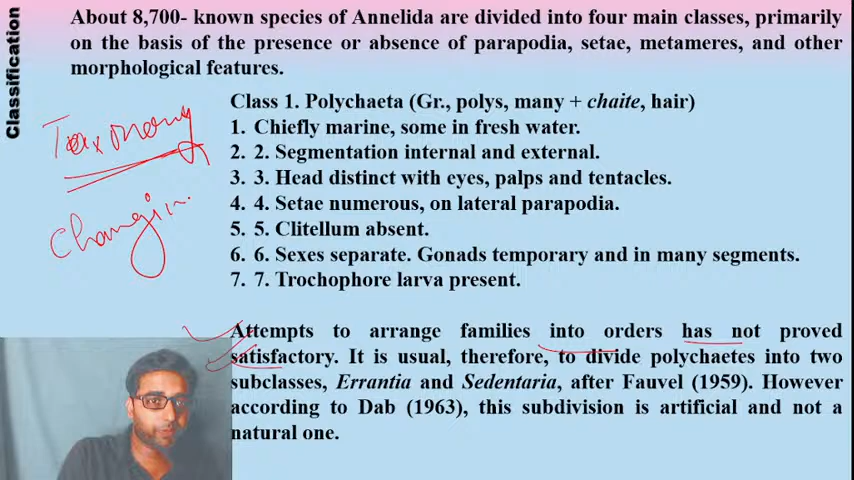 Classification
About 8,700- known species of Annelida are divided into four main classes, primarily
on the basis of the presence or absence of parapodia, setae, metameres, and other
morphological features.
Class 1. Polychaeta (Gr., polys, many + chaite, hair)
1. Chiefly marine, some in fresh water.
2. 2. Segmentation internal and external.
3. 3. Head distinct with eyes, palps and tentacles.
4. 4. Setae numerous, on lateral parapodia.
5. 5. Clitellum absent.
6. 6. Sexes separate. Gonads temporary and in many segments.
7. 7. Trochophore larva present.
Taxonomy
Attempts to arrange families into orders has not proved
satisfactory. It is usual, therefore, to divide polychaetes into two
subclasses, Errantia and Sedentaria, after Fauvel (1959). However
according to Dab (1963), this subdivision is artificial and not a
natural one.